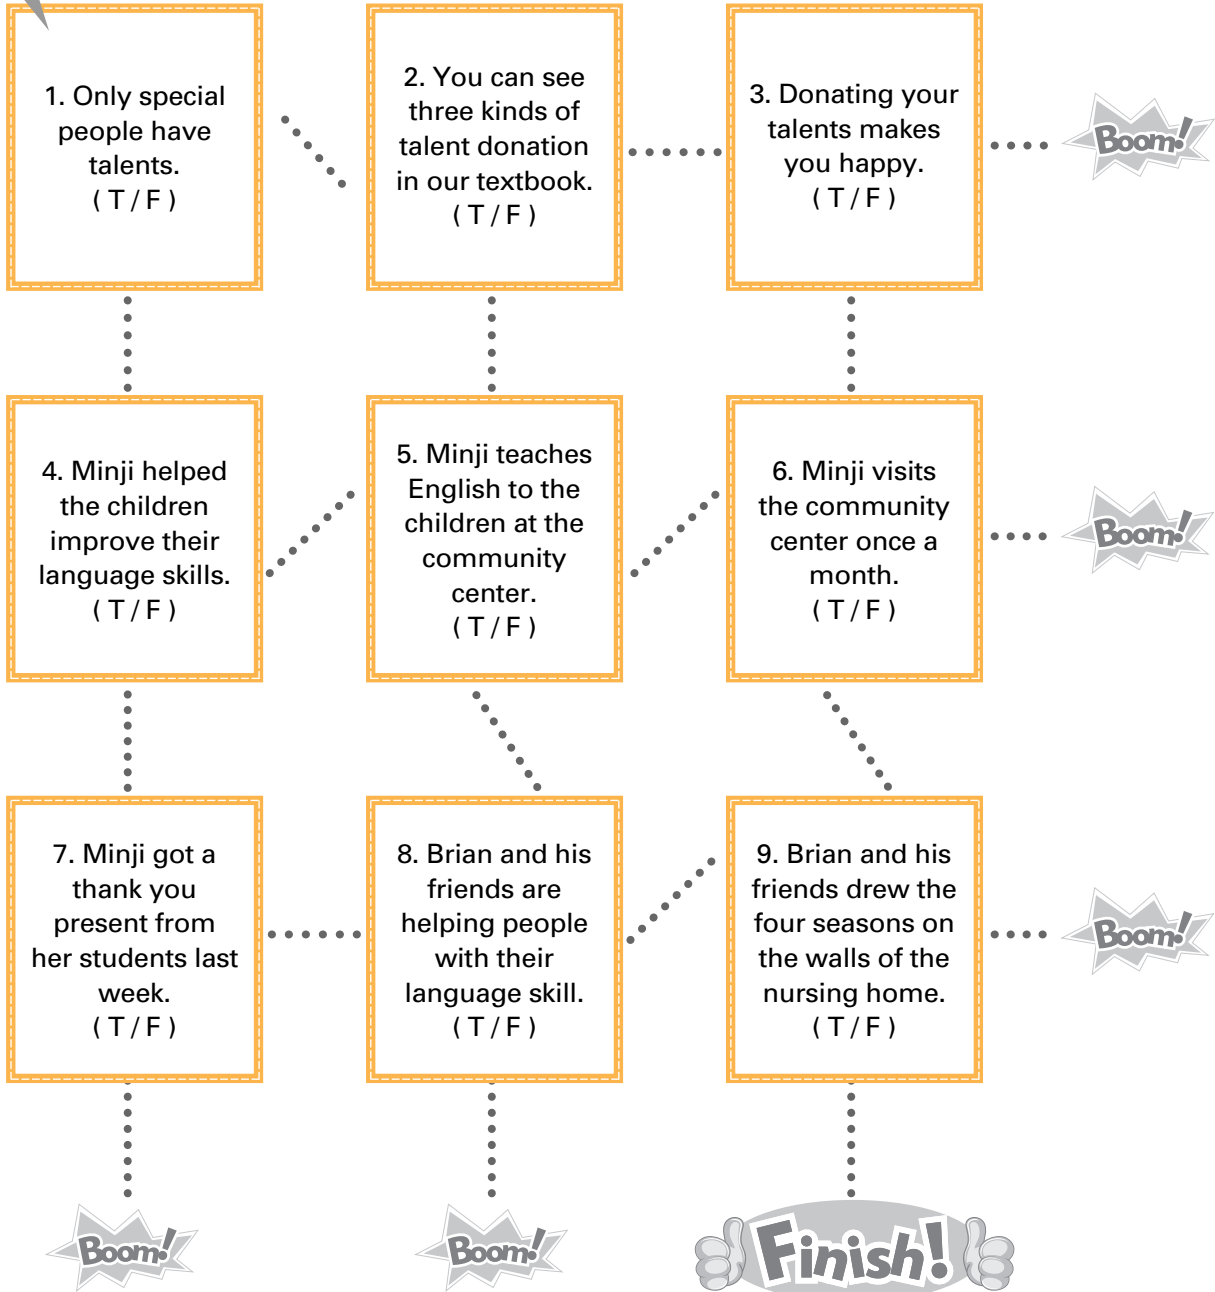 1. Only special
people have
talents.
( T / F )
2. You can see
three kinds of
talent donation
in our textbook.
( T / F )
3. Donating your
talents makes
you happy.
( T / F )
Boom!
4. Minji helped
the children
improve their
language skills.
( T / F )
5. Minji teaches
English to the
children at the
community
center.
( T / F )
6. Minji visits
the community
center once a
month.
( T / F )
Boom!
7. Minji got a
thank you
present from
her students last
week.
( T / F )
8. Brian and his
friends are
helping people
with their
language skill.
( T / F )
9. Brian and his
friends drew the
four seasons on
the walls of the
nursing home.
( T / F )
Boom!
Boom!
Boom!
Finish!